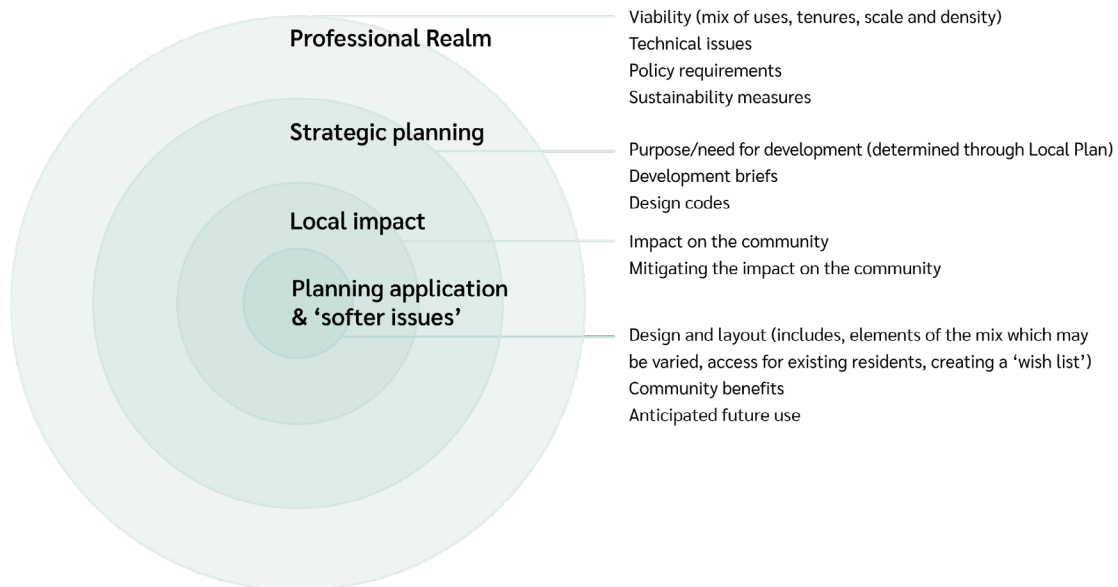 Professional Realm
Viability (mix of uses, tenures, scale and density)
Technical issues
Policy requirements
Sustainability measures
Strategic planning
Purpose/need for development (determined through Local Plan)
Development briefs
Design codes
Local impact
Impact on the community
Mitigating the impact on the community
Planning application
& ‘softer issues’
Design and layout (includes, elements of the mix which may
be varied, access for existing residents, creating a ‘wish list’)
Community benefits
Anticipated future use